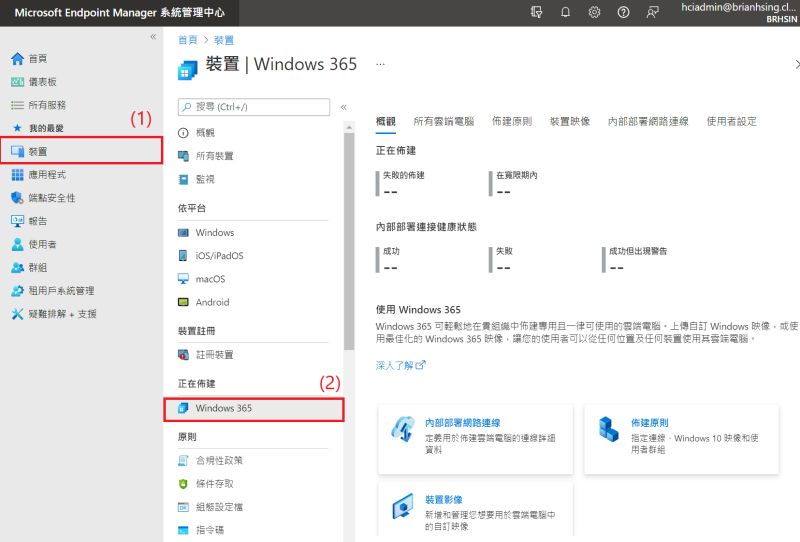 Microsoft Endpoint Manager 系統管理中心
hciadmin@brianhsing.cl...
BRHSIN
首頁
儀表板
所有服務
我的最愛
(1)
裝置
應用程式
端點安全性
報告
使用者
群組
租用戶系統管理
疑難排解 + 支援
首頁 > 裝置
裝置 | Windows 365 ...
搜尋 (Ctrl+/)
概觀
所有裝置
監視
依平台
Windows
iOS/iPadOS
macOS
Android
裝置註冊
註冊裝置
正在佈建
(2)
Windows 365
原則
合規性政策
條件存取
組態設定檔
指令碼
概觀 所有雲端電腦 佈建原則 裝置映像 內部部署網路連線 使用者設定
正在佈建
失敗的佈建 在寬限期內
-- --
內部部署連接健康狀態
成功 失敗 成功但出現警告
-- -- --
使用 Windows 365
Windows 365 可輕鬆地在貴組織中佈建專用且一律可使用的雲端電腦。上傳自訂 Windows 映像，或使
用最佳化的 Windows 365 映像，讓您的使用者可以從任何位置及任何裝置使用其雲端電腦。
深入了解
內部部署網路連線
定義用於佈建雲端電腦的連線詳細
資料
佈建原則
指定連線、Windows 10 映像和使
用者群組
裝置影像
新增和管理您想要用於雲端電腦中
的自訂映像